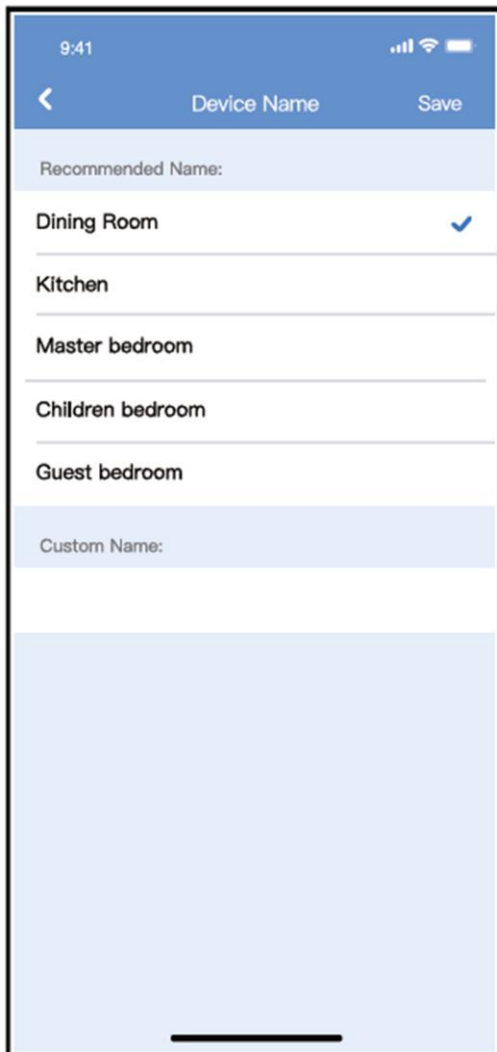 9:41
Device Name Save
Recommended Name:
Dining Room
Kitchen
Master bedroom
Children bedroom
Guest bedroom
Custom Name: